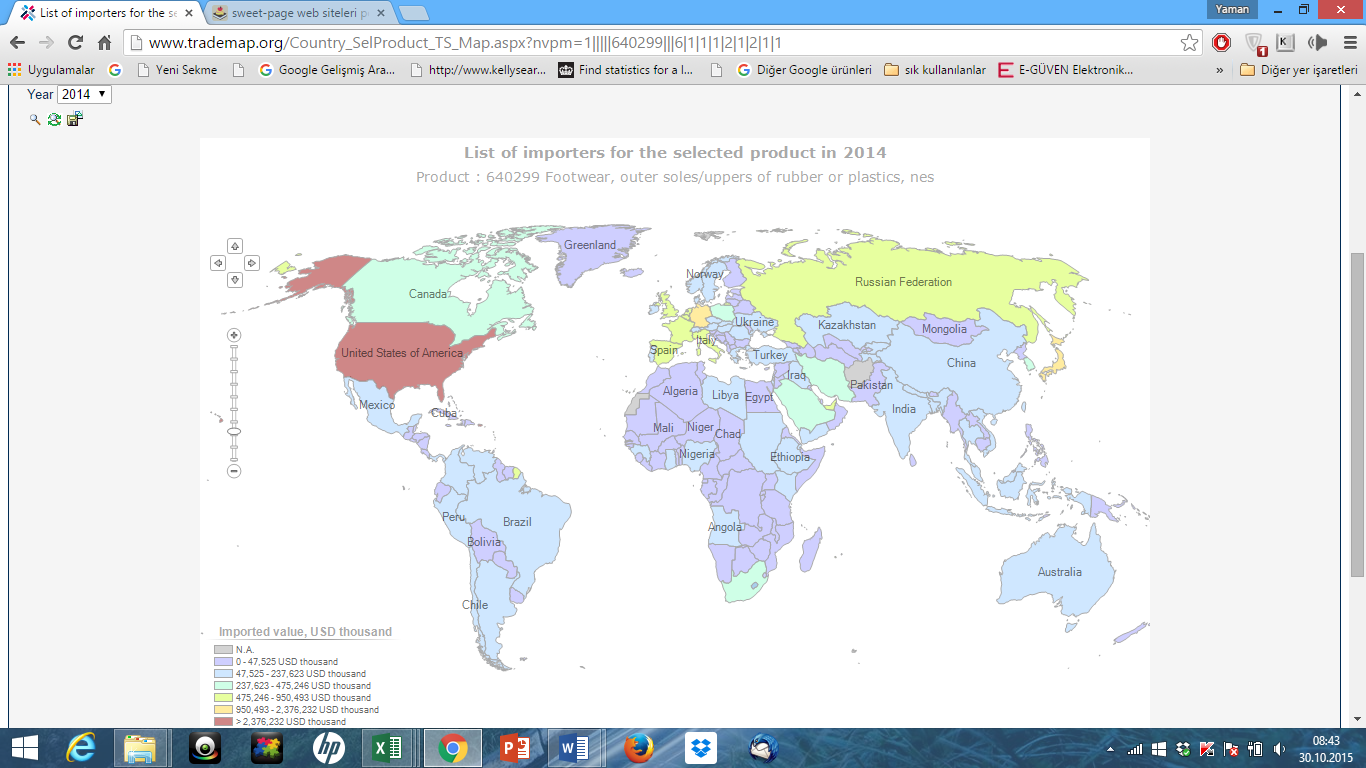 Yaman
List of importers for the se
sweet-page web siteleri p
www.trademap.org/Country_SelProduct_TS_Map.aspx?nvpm=1|||||640299|||6|1|1|1|2|1|2|1|1
Uygulamalar
Yeni Sekme
Google Gelişmiş Ara...
http://www.kellysear...
Find statistics for a l...
Diğer Google ürünleri
sık kullanılanlar
E-GÜVEN Elektronik...
»
Diğer yer işaretleri
Year 2014
List of importers for the selected product in 2014
Product : 640299 Footwear, outer soles/uppers of rubber or plastics, nes
Greenland
Norway
Russian Federation
Canada
Ukraine
Kazakhstan
Mongolia
United States of America
Spain
Italy
Turkey
China
Iraq
Pakistan
Algeria
Libya
Egypt
Mexico
Cuba
India
Mali
Niger
Chad
Nigeria
Ethiopia
Peru
Brazil
Angola
Bolivia
Australia
Chile
Imported value, USD thousand
N.A.
0 - 47,525 USD thousand
47,525 - 237,623 USD thousand
237,623 - 475,246 USD thousand
475,246 - 950,493 USD thousand
950,493 - 2,376,232 USD thousand
> 2,376,232 USD thousand
08:43
30.10.2015